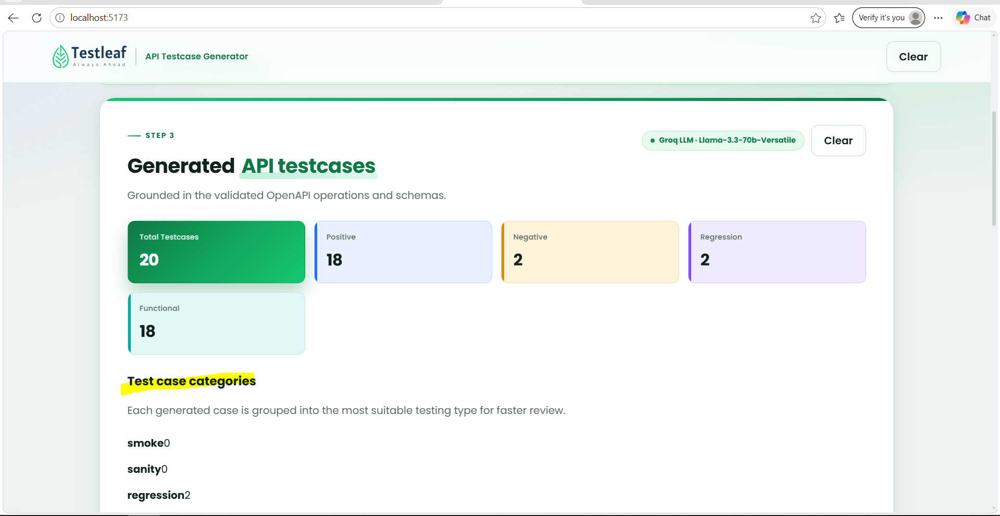 localhost:5173
Verify it's you
Chat
Testleaf
Always Ahead
API Testcase Generator
Clear
STEP 3
Groq LLM · Llama-3.3-70b-Versatile
Clear
Generated API testcases
Grounded in the validated OpenAPI operations and schemas.
Total Testcases
20
Positive
18
Negative
2
Regression
2
Functional
18
Test case categories
Each generated case is grouped into the most suitable testing type for faster review.
smoke0
sanity0
regression2